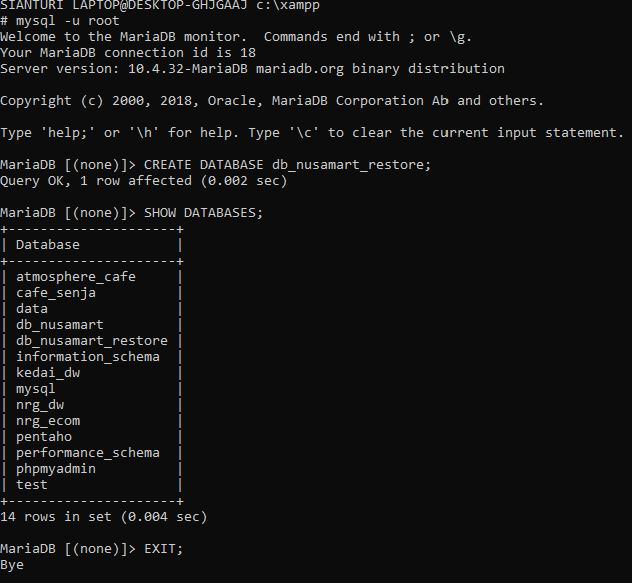 SIANTURI LAPTOP@DESKTOP-GHJGAAJ c:\xampp
# mysql -u root
Welcome to the MariaDB monitor.  Commands end with ; or \g.
Your MariaDB connection id is 18
Server version: 10.4.32-MariaDB mariadb.org binary distribution

Copyright (c) 2000, 2018, Oracle, MariaDB Corporation Ab and others.

Type 'help;' or '\h' for help. Type '\c' to clear the current input statement.

MariaDB [(none)]> CREATE DATABASE db_nusamart_restore;
Query OK, 1 row affected (0.002 sec)

MariaDB [(none)]> SHOW DATABASES;
+---------------------+
| Database            |
+---------------------+
| atmosphere_cafe     |
| cafe_senja          |
| data                |
| db_nusamart         |
| db_nusamart_restore |
| information_schema  |
| kedai_dw            |
| mysql               |
| nrg_dw              |
| nrg_ecom            |
| pentaho             |
| performance_schema  |
| phpmyadmin          |
| test                |
+---------------------+
14 rows in set (0.004 sec)

MariaDB [(none)]> EXIT;
Bye